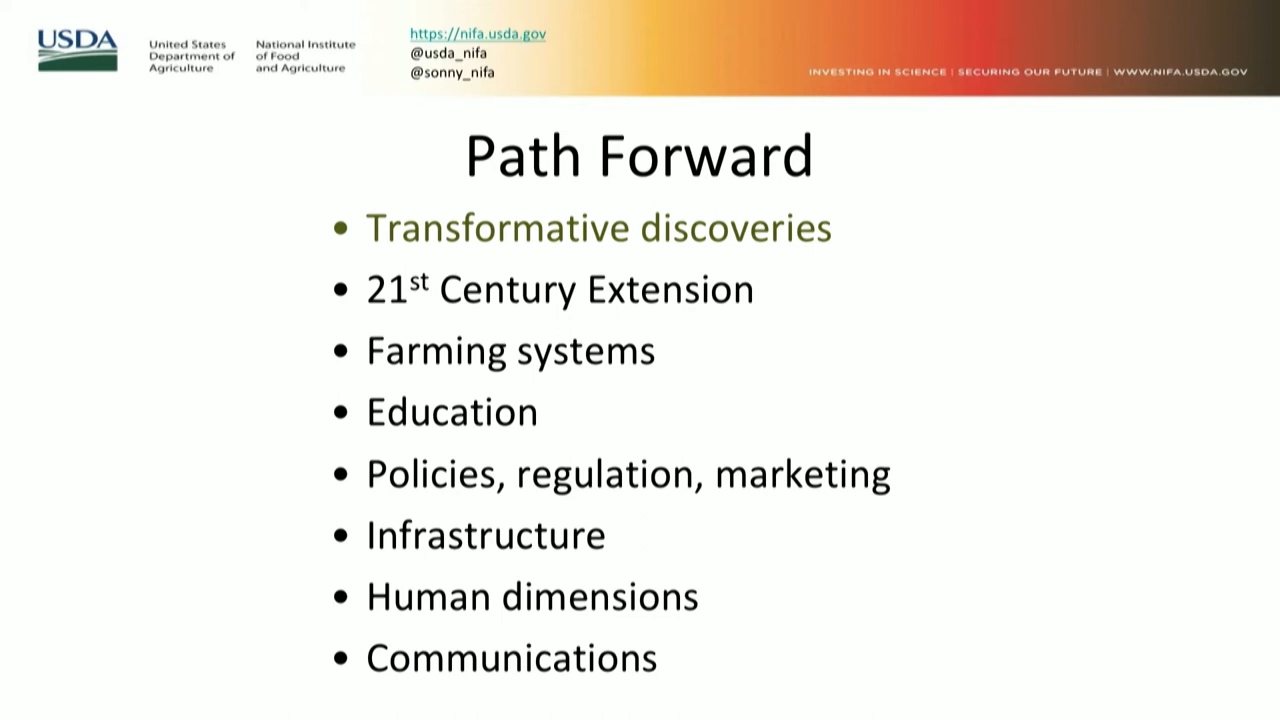 USDA
United States
Department of
Agriculture
National Institute
of Food
and Agriculture
https://nifa.usda.gov
@usda_nifa
@sonny_nifa
INVESTING IN SCIENCE | SECURING OUR FUTURE | WWW.NIFA.USDA.GOV
Path Forward
• Transformative discoveries
• 21st Century Extension
• Farming systems
• Education
• Policies, regulation, marketing
• Infrastructure
• Human dimensions
• Communications